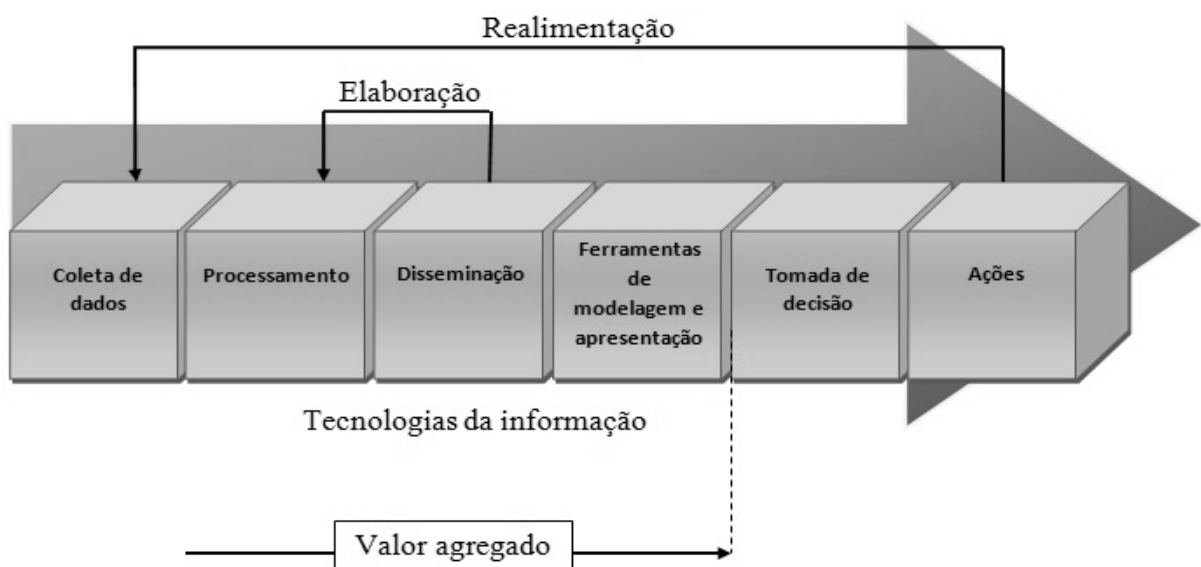 Realimentação
Elaboração
Coleta de
dados
Processamento
Disseminação
Ferramentas
de
modelagem e
apresentação
Tomada de
decisão
Ações
Tecnologias da informação
Valor agregado